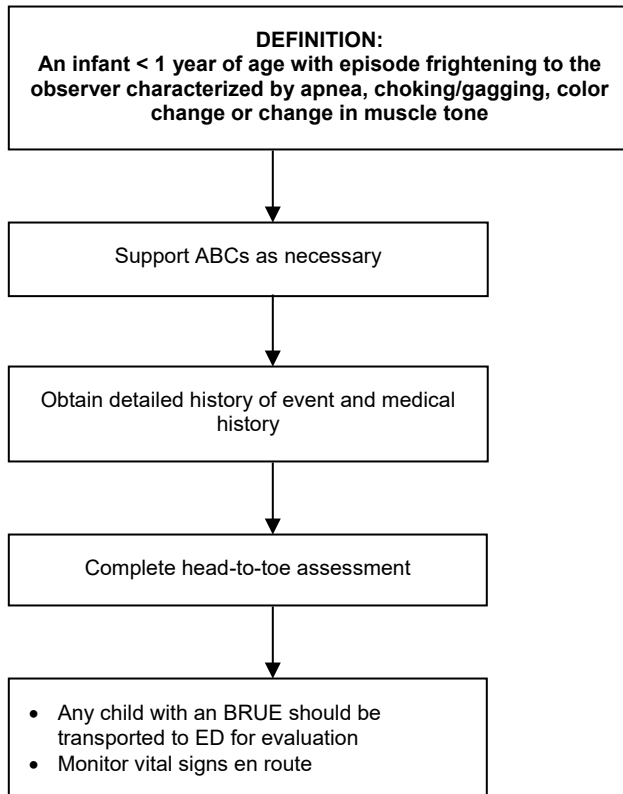 DEFINITION:
An infant < 1 year of age with episode frightening to the
observer characterized by apnea, choking/gagging, color
change or change in muscle tone
Support ABCs as necessary
Obtain detailed history of event and medical
history
Complete head-to-toe assessment
• Any child with an BRUE should be
transported to ED for evaluation
• Monitor vital signs en route